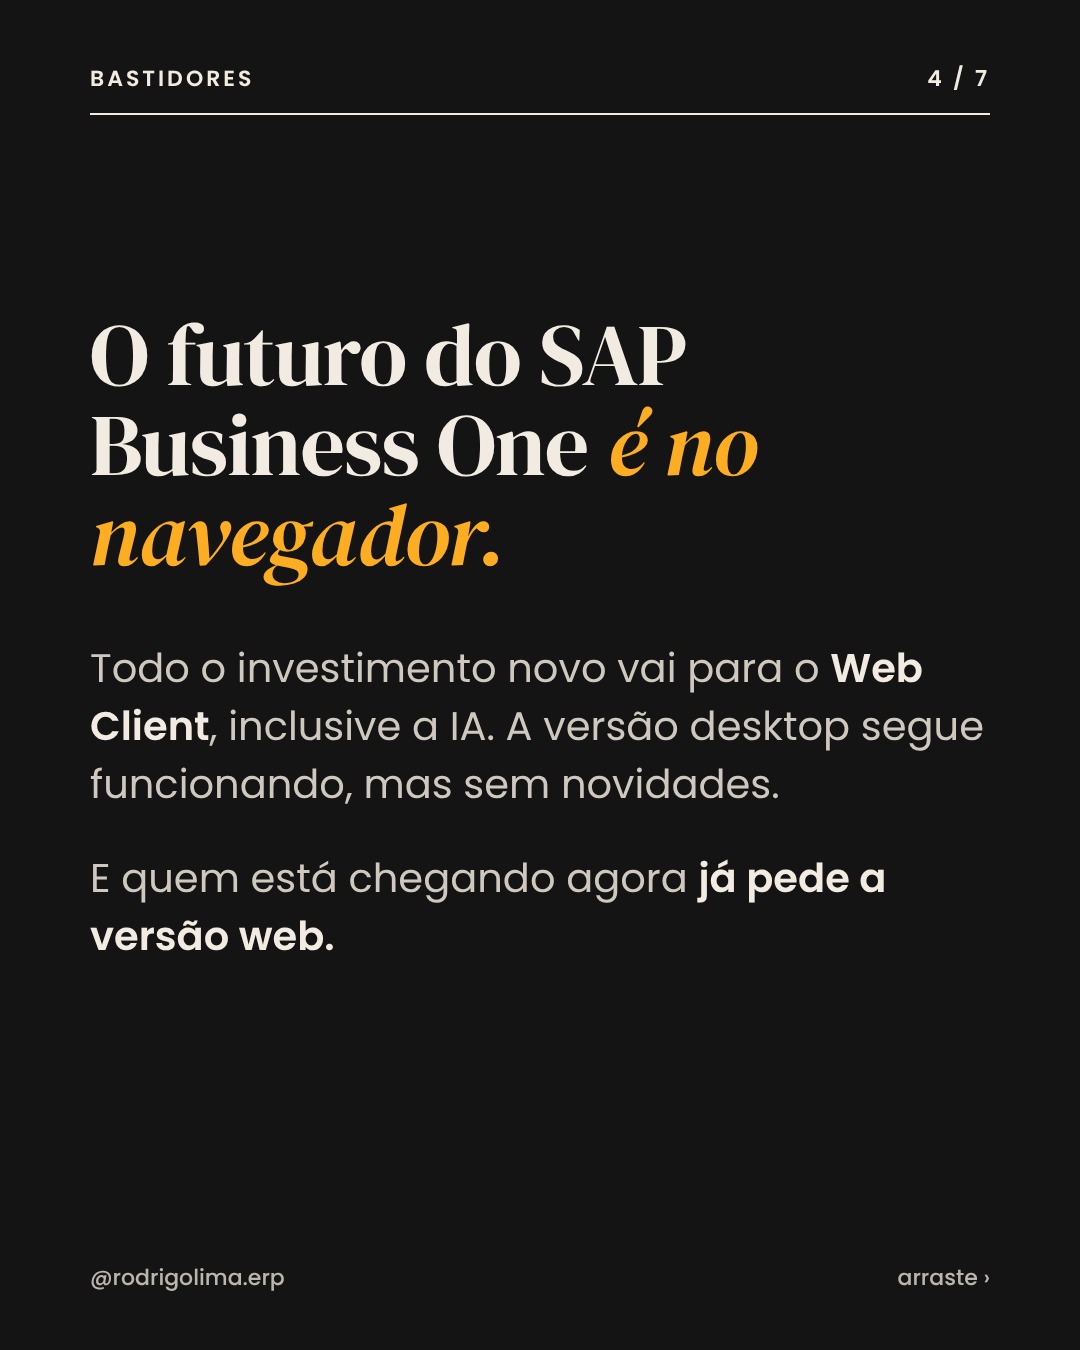 BASTIDORES
4 / 7
O futuro do SAP
Business One é no
navegador.
Todo o investimento novo vai para o Web
Client, inclusive a IA. A versão desktop segue
funcionando, mas sem novidades.
E quem está chegando agora já pede a
versão web.
@rodrigolima.erp
arraste ›